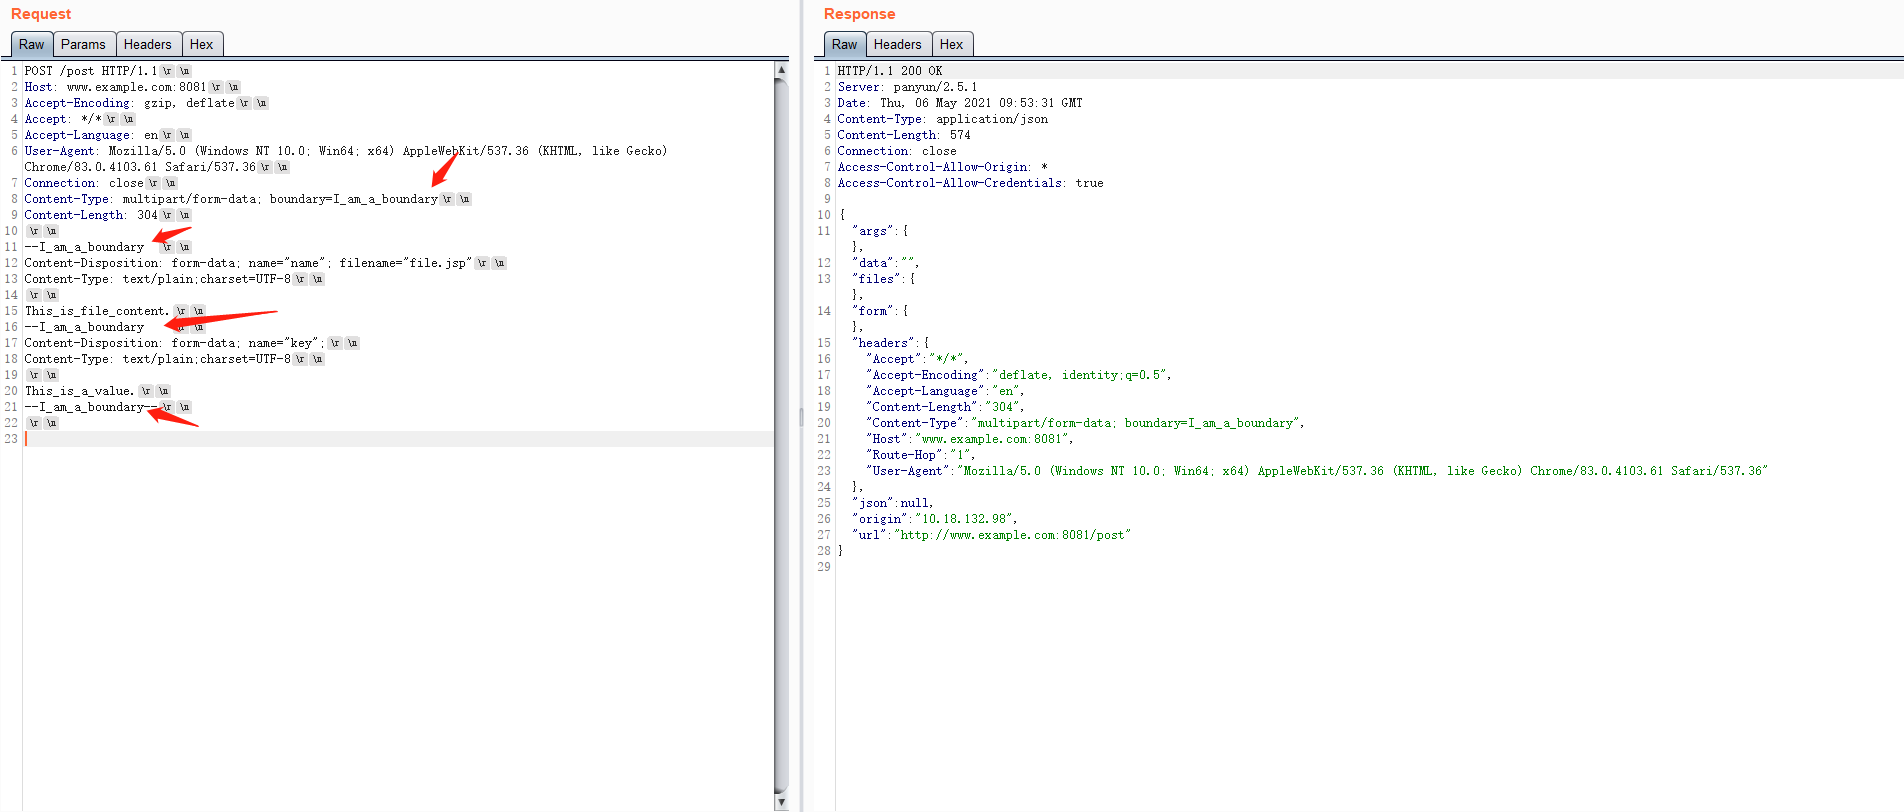 Request
Raw Params Headers Hex
1 POST /post HTTP/1.1 \r \n
2 Host: www.example.com:8081 \r \n
3 Accept-Encoding: gzip, deflate \r \n
4 Accept: */* \r \n
5 Accept-Language: en \r \n
6 User-Agent: Mozilla/5.0 (Windows NT 10.0; Win64; x64) AppleWebKit/537.36 (KHTML, like Gecko)
Chrome/83.0.4103.61 Safari/537.36 \r \n
7 Connection: close \r \n
8 Content-Type: multipart/form-data; boundary=I_am_a_boundary \r \n
9 Content-Length: 304 \r \n
10 \r \n
11 --I_am_a_boundary \r \n
12 Content-Disposition: form-data; name="name"; filename="file.jsp" \r \n
13 Content-Type: text/plain;charset=UTF-8 \r \n
14 \r \n
15 This_is_file_content. \r \n
16 --I_am_a_boundary \r \n
17 Content-Disposition: form-data; name="key"; \r \n
18 Content-Type: text/plain;charset=UTF-8 \r \n
19 \r \n
20 This_is_a_value. \r \n
21 --I_am_a_boundary-- \r \n
22 \r \n
23
Response
Raw Headers Hex
1 HTTP/1.1 200 OK
2 Server: panyun/2.5.1
3 Date: Thu, 06 May 2021 09:53:31 GMT
4 Content-Type: application/json
5 Content-Length: 574
6 Connection: close
7 Access-Control-Allow-Origin: *
8 Access-Control-Allow-Credentials: true
9
10 {
11 "args":{
},
12 "data":"",
13 "files":{
},
14 "form":{
},
15 "headers":{
16 "Accept":"*/*",
17 "Accept-Encoding":"deflate, identity;q=0.5",
18 "Accept-Language":"en",
19 "Content-Length":"304",
20 "Content-Type":"multipart/form-data; boundary=I_am_a_boundary",
21 "Host":"www.example.com:8081",
22 "Route-Hop":"1",
23 "User-Agent":"Mozilla/5.0 (Windows NT 10.0; Win64; x64) AppleWebKit/537.36 (KHTML, like Gecko) Chrome/83.0.4103.61 Safari/537.36"
24 },
25 "json":null,
26 "origin":"10.18.132.98",
27 "url":"http://www.example.com:8081/post"
28 }
29